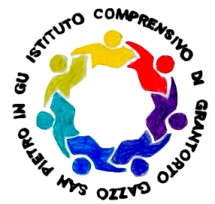 ISTITUTO COMPRENSIVO DI GRANTORTO GAZZO SAN PIETRO IN GU